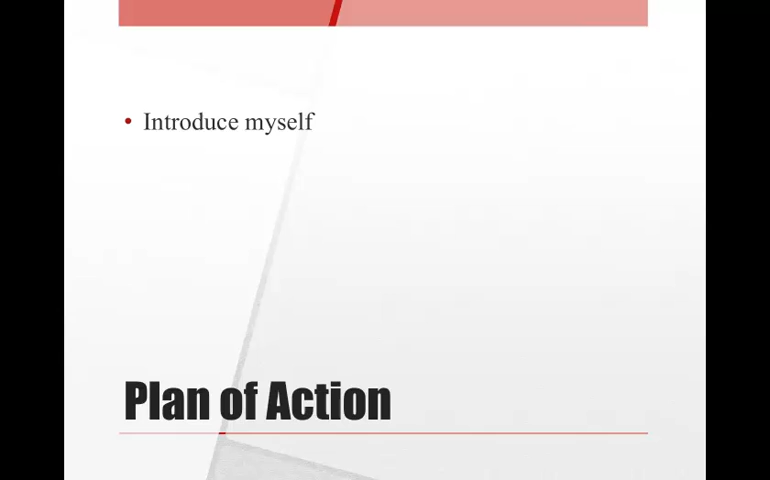 • Introduce myself
Plan of Action